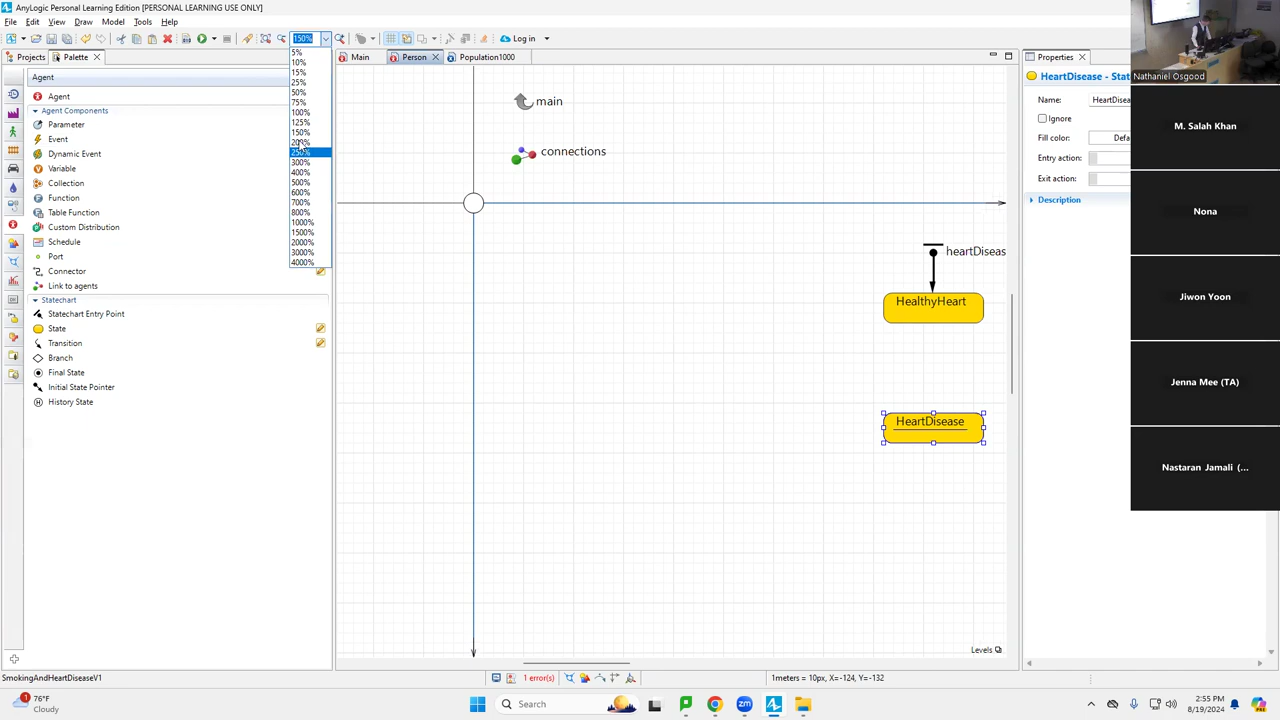 AnyLogic Personal Learning Edition [PERSONAL LEARNING USE ONLY]
File Edit View Draw Model Tools Help
150%
Log in
Projects
Palette
Agent
Agent
Agent Components
Parameter
Event
Dynamic Event
Variable
Collection
Function
Table Function
Custom Distribution
Schedule
Port
Connector
Link to agents
Statechart
Statechart Entry Point
State
Transition
Branch
Final State
Initial State Pointer
History State
5%
10%
15%
25%
50%
75%
100%
125%
150%
200%
250%
300%
400%
500%
600%
700%
800%
1000%
1500%
2000%
3000%
4000%
Main
Person
Population1000
main
connections
heartDiseas
HealthyHeart
HeartDisease
Levels
Properties
HeartDisease - Stat
Name: HeartDisea
Ignore
Fill color: Defa
Entry action:
Exit action:
Description
Nathaniel Osgood
M. Salah Khan
Nona
Jiwon Yoon
Jenna Mee (TA)
Nastaran Jamali (...
SmokingAndHeartDiseaseV1
1 error(s)
1meters = 10px, X=-124, Y=-132
1
76°F
Cloudy
Search
2:55 PM
8/19/2024